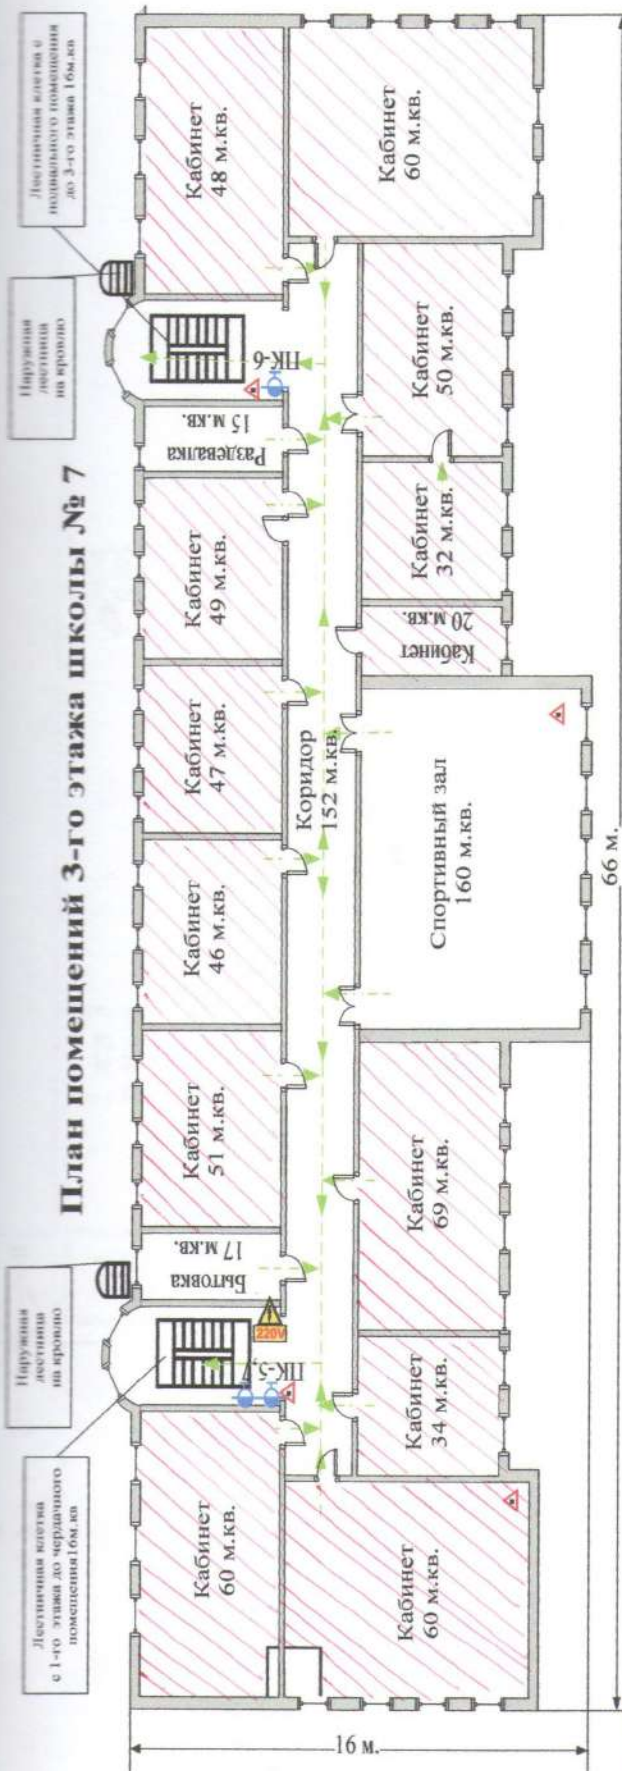 План помещений 3-го этажа школы № 7
Лестничная клетка
с 1-го этажа до чердачного
помещения16м.кв
Наружная
лестница
на кровлю
Наружная
лестница
на кровлю
Лестничная клетка с
подвального помещения
до 3-го этажа 16м.кв
Кабинет
60 м.кв.
ПК-5,7
220V
Бытовка
17 м.кв.
Кабинет
51 м.кв.
Кабинет
46 м.кв.
Кабинет
47 м.кв.
Кабинет
49 м.кв.
Раздевалка
15 м.кв.
ПК-6
Кабинет
48 м.кв.
Коридор
152 м.кв.
Кабинет
60 м.кв.
Кабинет
34 м.кв.
Кабинет
69 м.кв.
Спортивный зал
160 м.кв.
Кабинет
20 м.кв.
Кабинет
32 м.кв.
Кабинет
50 м.кв.
Кабинет
60 м.кв.
16 м.
66 м.